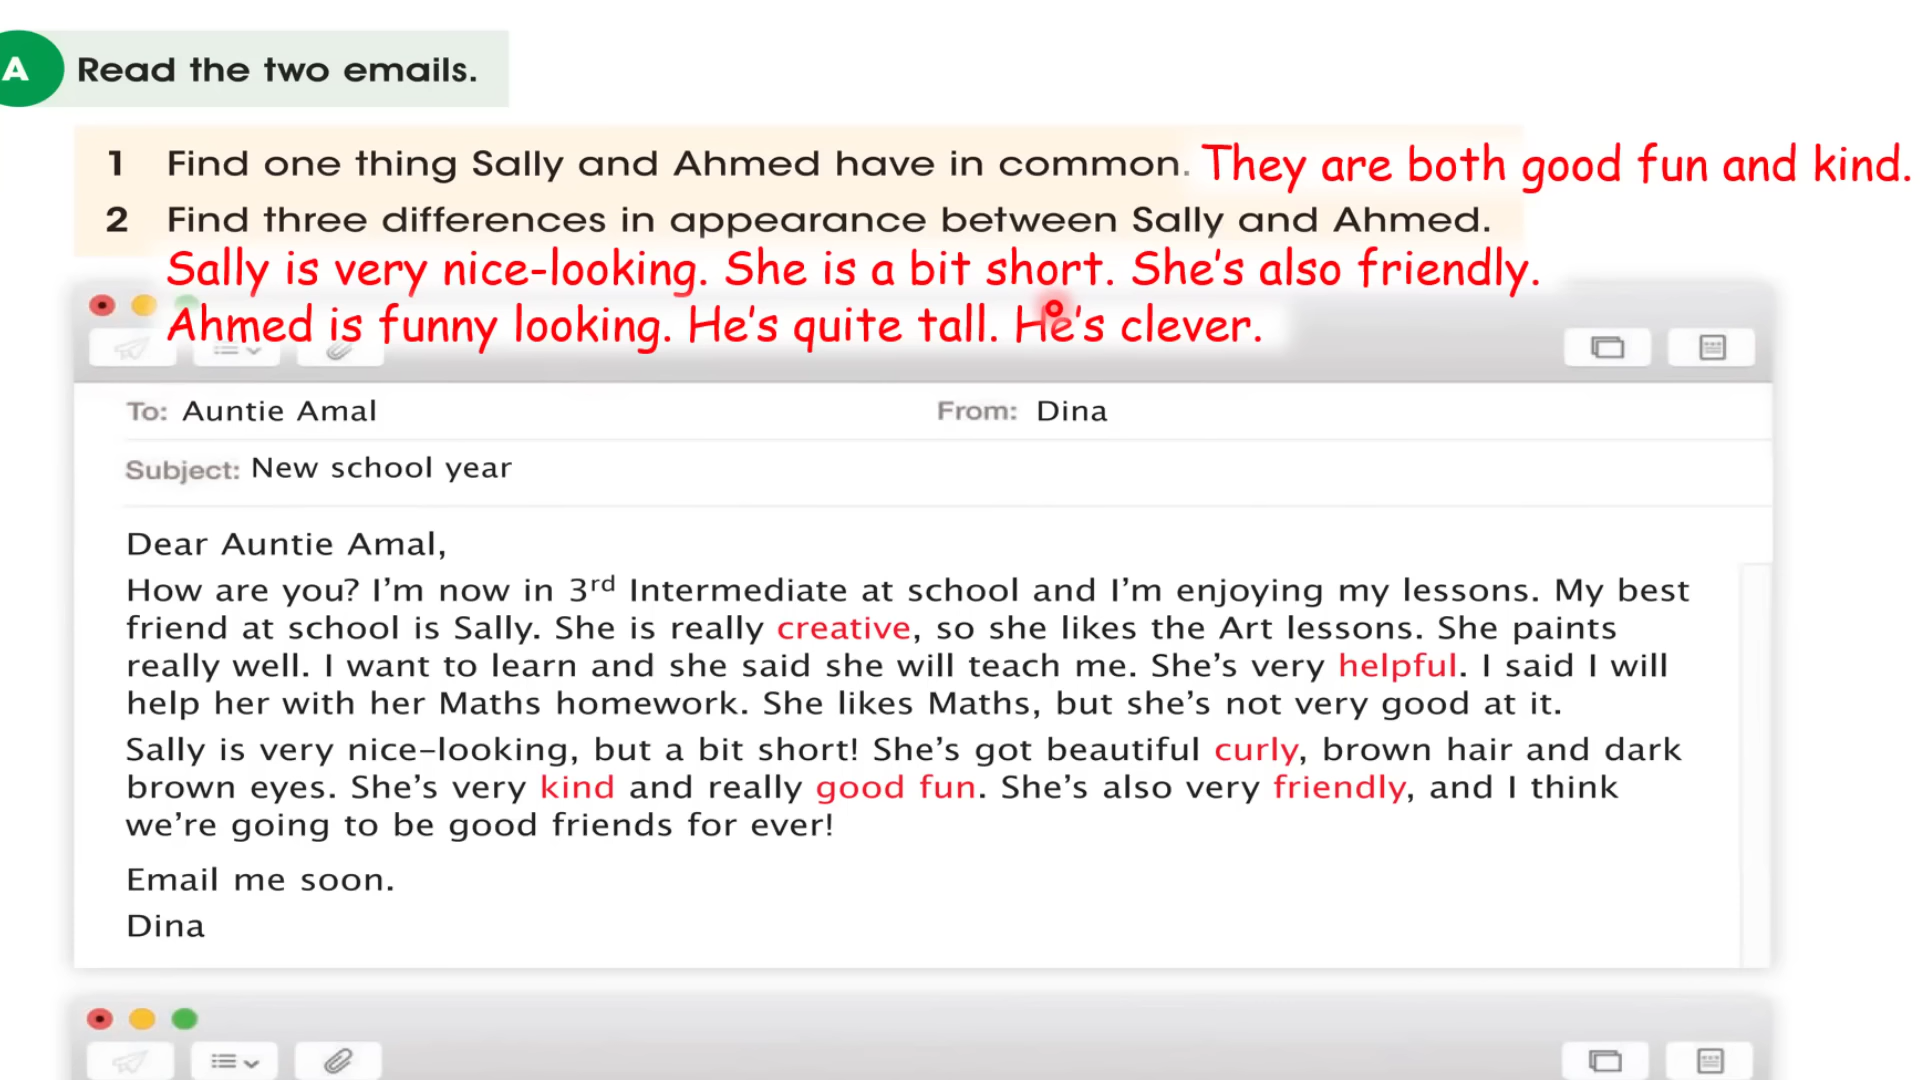 A Read the two emails.
1 Find one thing Sally and Ahmed have in common. They are both good fun and kind.
2 Find three differences in appearance between Sally and Ahmed.
Sally is very nice-looking. She is a bit short. She's also friendly.
Ahmed is funny looking. He's quite tall. He's clever.
To: Auntie Amal From: Dina
Subject: New school year
Dear Auntie Amal,
How are you? I'm now in 3rd Intermediate at school and I'm enjoying my lessons. My best
friend at school is Sally. She is really creative, so she likes the Art lessons. She paints
really well. I want to learn and she said she will teach me. She's very helpful. I said I will
help her with her Maths homework. She likes Maths, but she's not very good at it.
Sally is very nice–looking, but a bit short! She's got beautiful curly, brown hair and dark
brown eyes. She's very kind and really good fun. She's also very friendly, and I think
we're going to be good friends for ever!
Email me soon.
Dina